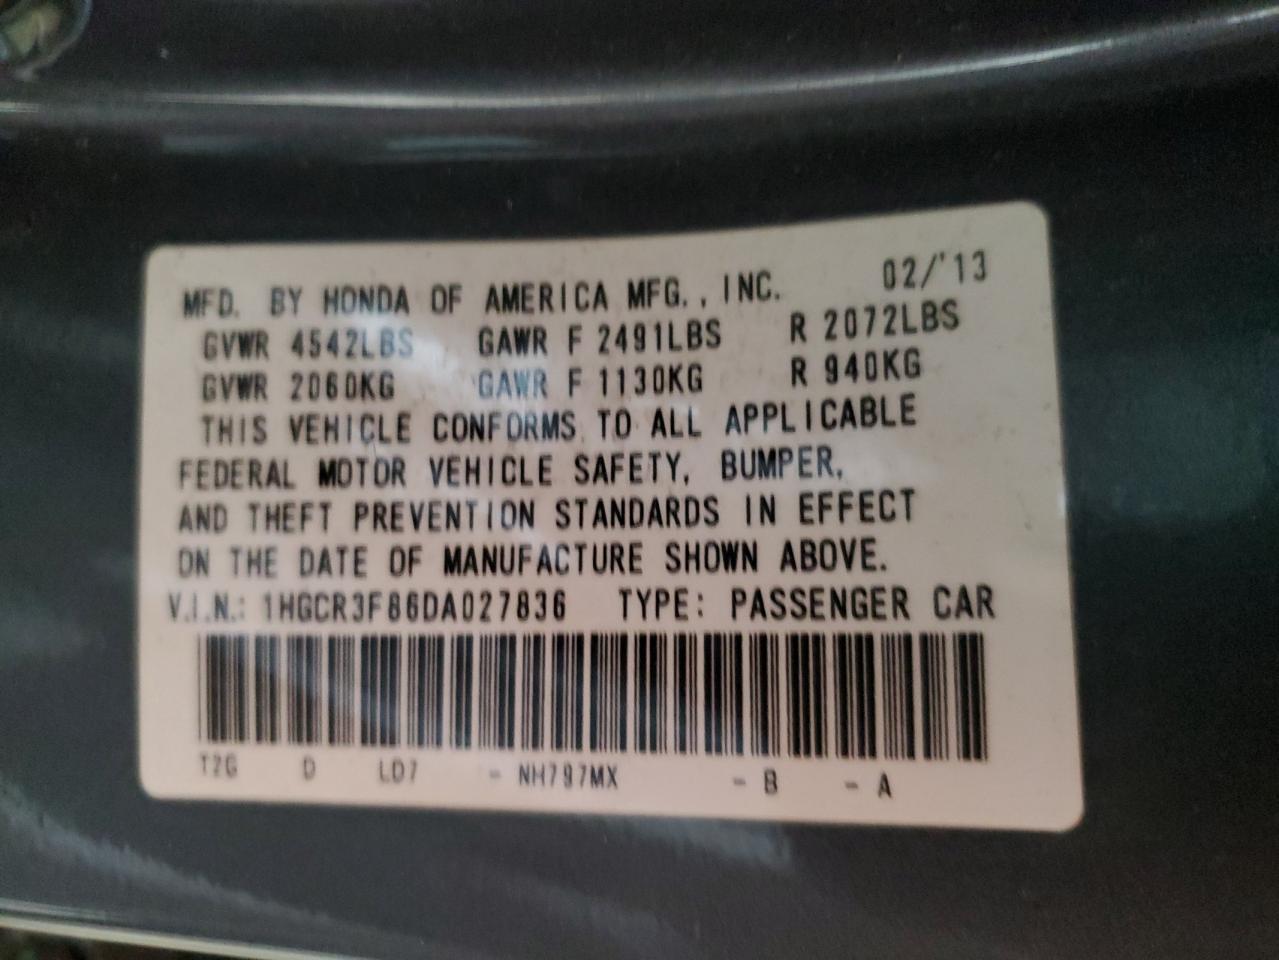 MFD. BY HONDA OF AMERICA MFG., INC. 02/'13
GVWR 4542LBS GAWR F 2491LBS R 2072LBS
GVWR 2060KG GAWR F 1130KG R 940KG
THIS VEHICLE CONFORMS TO ALL APPLICABLE
FEDERAL MOTOR VEHICLE SAFETY, BUMPER,
AND THEFT PREVENTION STANDARDS IN EFFECT
ON THE DATE OF MANUFACTURE SHOWN ABOVE.
V.I.N.: 1HGCR3F86DA027836 TYPE: PASSENGER CAR
T2G D LD7 - NH797MX - B - A